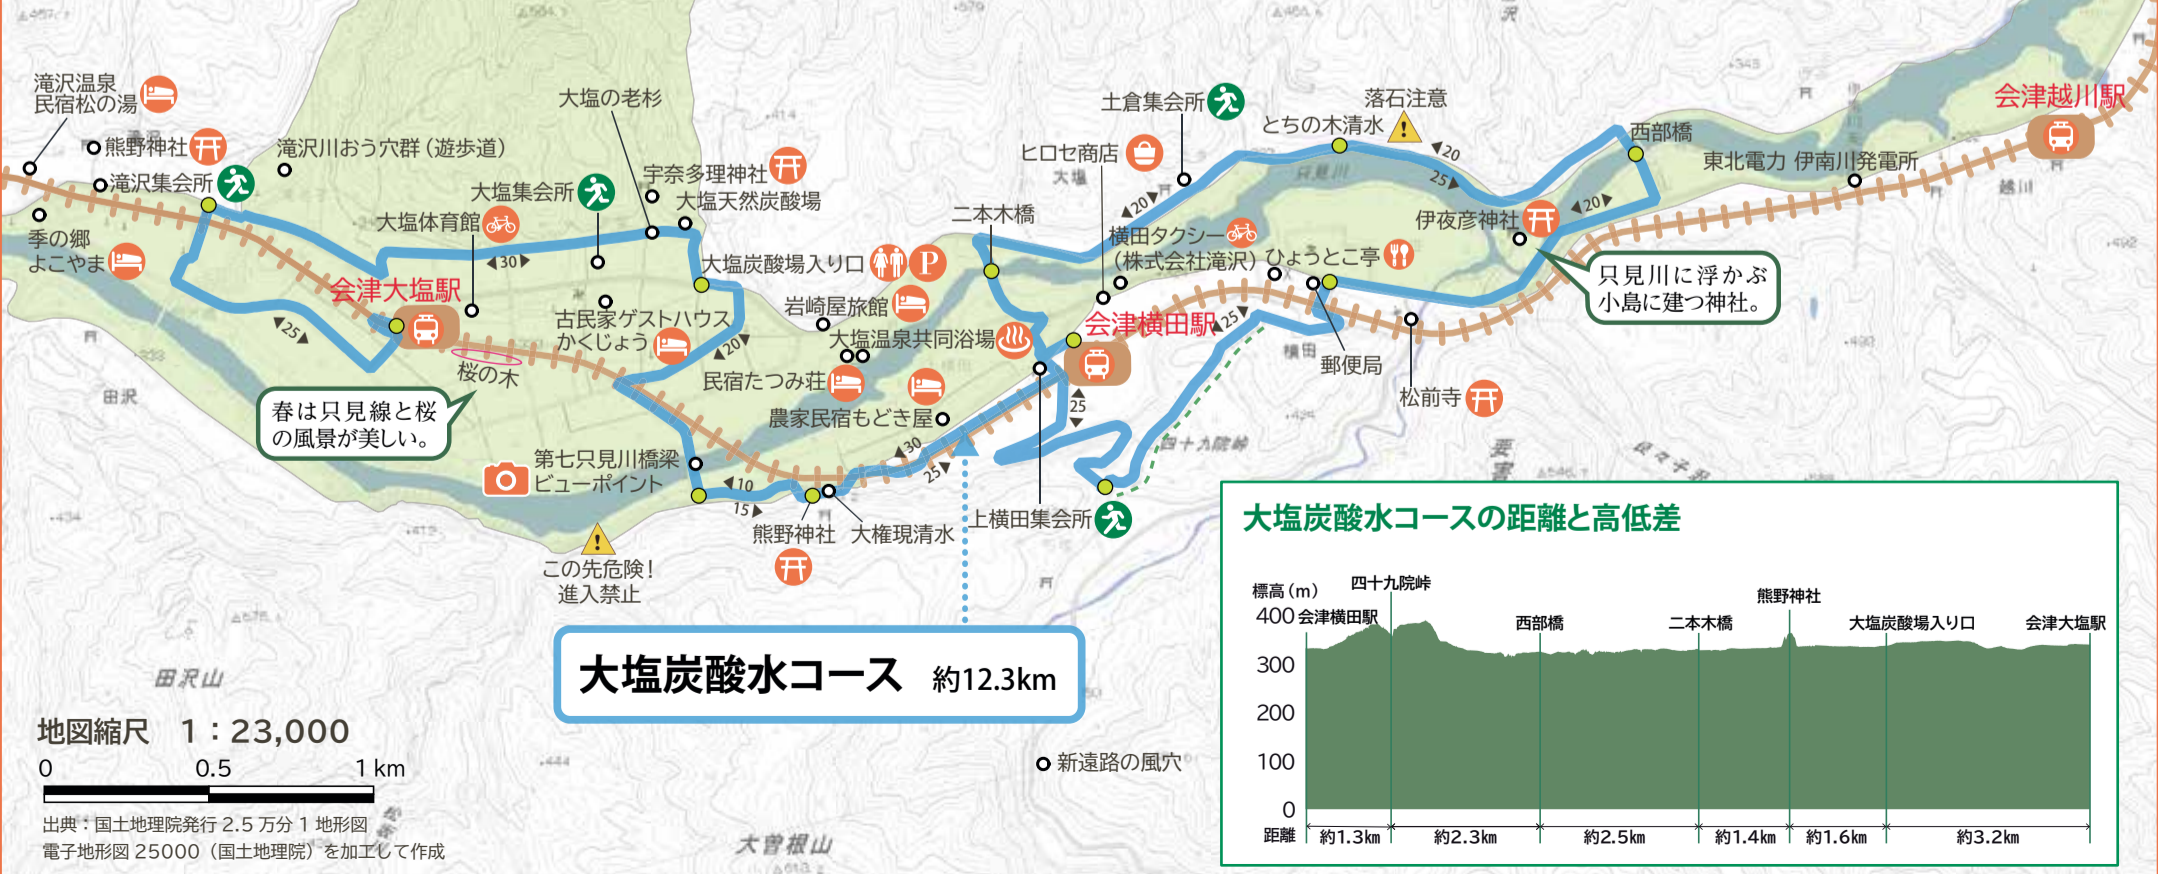 滝沢温泉
民宿松の湯
熊野神社
滝沢集会所
滝沢川おう穴群（遊歩道）
季の郷
よこやま
大塩の老杉
大塩集会所
大塩体育館
宇奈多理神社
大塩天然炭酸場
会津大塩駅
桜の木
春は只見線と桜
の風景が美しい。
◀30▶
◀25▶
古民家ゲストハウス
かくじょう
大塩炭酸場入り口
P
岩崎屋旅館
大塩温泉共同浴場
◀20▶
民宿たつみ荘
農家民宿もどき屋
第七只見川橋梁
ビューポイント
◀10
15▶
◀30
25▶
熊野神社
大権現清水
この先危険！
進入禁止
二本木橋
ヒロセ商店
大塩
土倉集会所
落石注意
とちの木清水
◀20
25▶
◀20▶
只見川
横田タクシー
（株式会社滝沢）
ひょうとこ亭
会津横田駅
◀25▶
25
上横田集会所
四十九院峠
横田
郵便局
松前寺
伊夜彦神社
◀20▶
西部橋
東北電力 伊南川発電所
会津越川駅
越川
只見川に浮かぶ
小島に建つ神社。
田沢
田沢山
大曽根山
新遠路の風穴
大塩炭酸水コース 約12.3km
地図縮尺 1：23,000
0 0.5 1 km
出典：国土地理院発行 2.5 万分 1 地形図
電子地形図 25000（国土地理院）を加工して作成
大塩炭酸水コースの距離と高低差
標高（m）
400
300
200
100
0
会津横田駅
四十九院峠
西部橋
二本木橋
熊野神社
大塩炭酸場入り口
会津大塩駅
距離 約1.3km 約2.3km 約2.5km 約1.4km 約1.6km 約3.2km